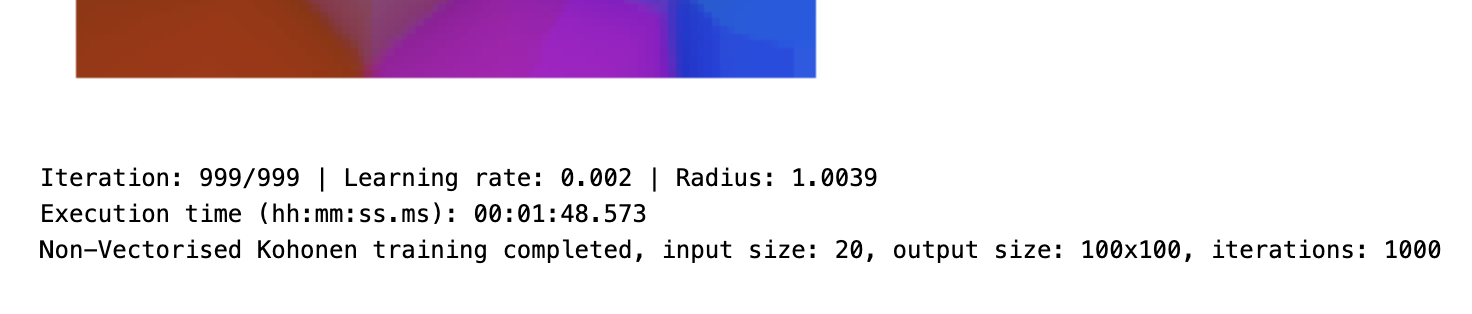 Iteration: 999/999 | Learning rate: 0.002 | Radius: 1.0039
Execution time (hh:mm:ss.ms): 00:01:48.573
Non-Vectorised Kohonen training completed, input size: 20, output size: 100x100, iterations: 1000